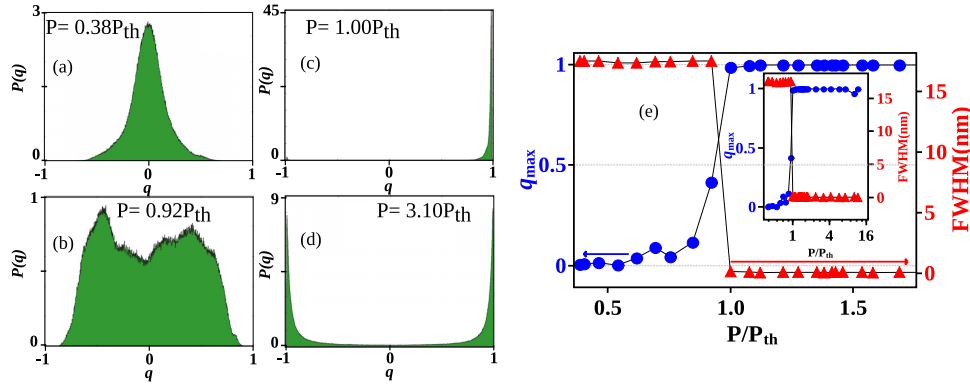 3
P= 0.38P_th
(a)
P(q)
0
-1
0
1
q
45
P= 1.00P_th
(c)
P(q)
0
-1
0
1
q
1
P= 0.92P_th
(b)
P(q)
0
-1
0
1
q
9
P= 3.10P_th
(d)
P(q)
0
-1
0
1
q
1
0.5
0
q_max
(e)
0.5
1.0
1.5
P/P_th
15
10
5
0
FWHM(nm)
1
0.5
0
q_max
1
4
16
P/P_th
15
10
5
0
FWHM(nm)